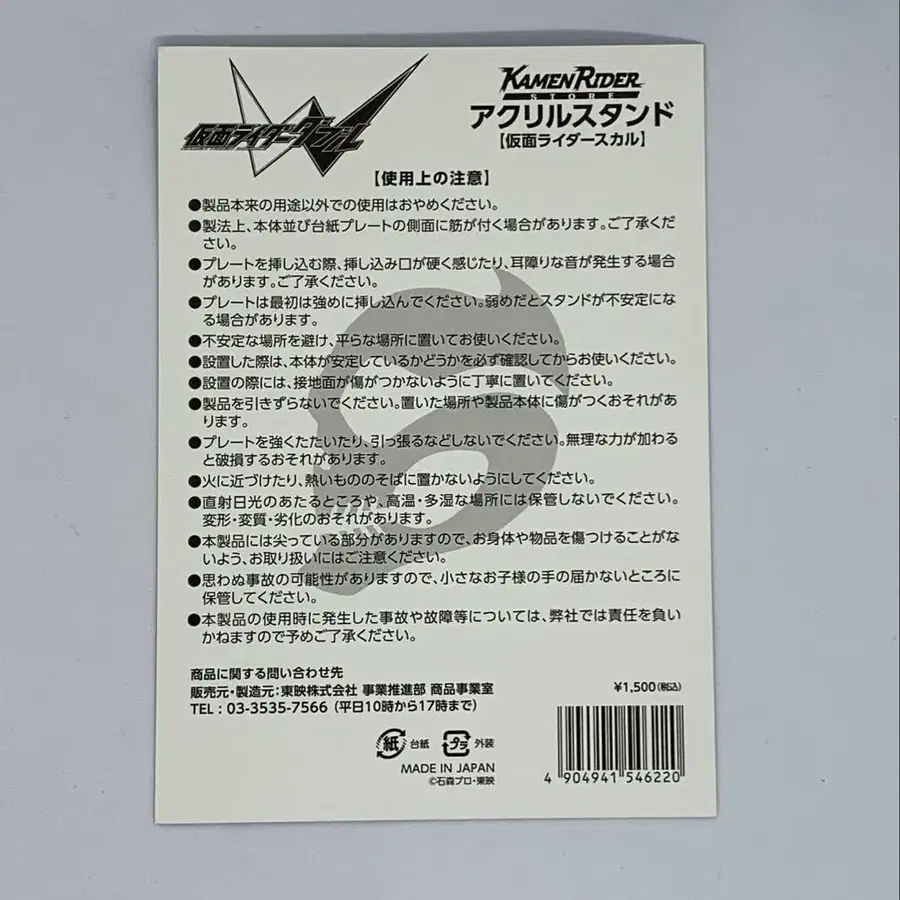 仮面ライダーダブル
KAMEN RIDER
STORE
アクリルスタンド
【仮面ライダースカル】
【使用上の注意】
●製品本来の用途以外での使用はおやめください。
●製法上、本体並び台紙プレートの側面に筋が付く場合があります。ご了承くだ
さい。
●プレートを挿し込む際、挿し込み口が硬く感じたり、耳障りな音が発生する場合
があります。ご了承ください。
●プレートは最初は強めに挿し込んでください。弱めだとスタンドが不安定にな
る場合があります。
●不安定な場所を避け、平らな場所に置いてお使いください。
●設置した際は、本体が安定しているかどうかを必ず確認してからお使いください。
●設置の際には、接地面が傷がつかないように丁寧に置いてください。
●製品を引きずらないでください。置いた場所や製品本体に傷がつくおそれがあ
ります。
●プレートを強くたたいたり、引っ張るなどしないでください。無理な力が加わる
と破損するおそれがあります。
●火に近づけたり、熱いもののそばに置かないようにしてください。
●直射日光のあたるところや、高温・多湿な場所には保管しないでください。
変形・変質・劣化のおそれがあります。
●本製品には尖っている部分がありますので、お身体や物品を傷つけることがな
いよう、お取り扱いにはご注意ください。
●思わぬ事故の可能性がありますので、小さなお子様の手の届かないところに
保管してください。
●本製品の使用時に発生した事故や故障等については、弊社では責任を負い
かねますので予めご了承ください。
商品に関する問い合わせ先
販売元・製造元：東映株式会社 事業推進部 商品事業室
TEL : 03-3535-7566 (平日10時から17時まで)
¥1,500(税込)
紙 台紙 プラ 外装
MADE IN JAPAN
©石森プロ・東映
4 904941 546220